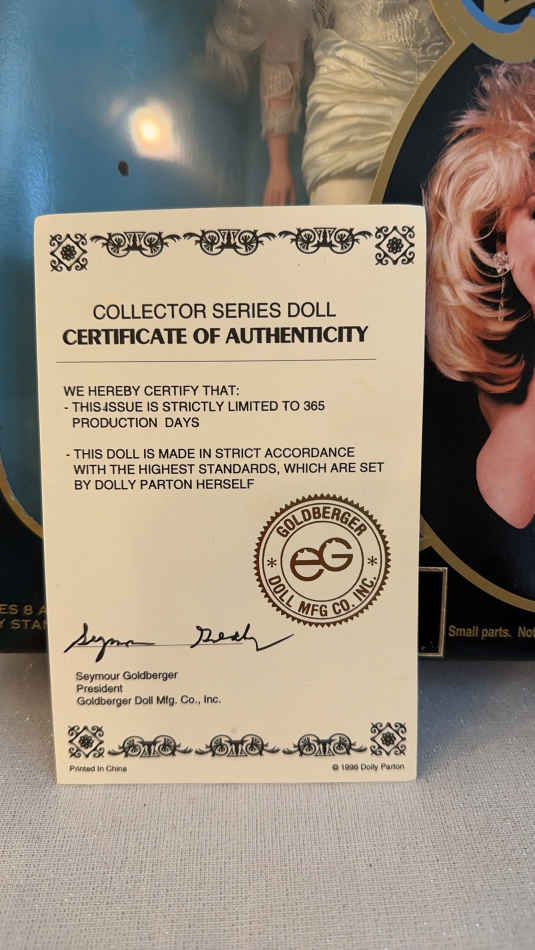 COLLECTOR SERIES DOLL
CERTIFICATE OF AUTHENTICITY
WE HEREBY CERTIFY THAT:
- THIS ISSUE IS STRICTLY LIMITED TO 365
PRODUCTION DAYS
- THIS DOLL IS MADE IN STRICT ACCORDANCE
WITH THE HIGHEST STANDARDS, WHICH ARE SET
BY DOLLY PARTON HERSELF
GOLDBERGER
EG
DOLL MFG CO. INC.
Seymour Goldberger
President
Goldberger Doll Mfg. Co., Inc.
Printed In China
© 1996 Dolly Parton
ES 8 A
Small parts. Not